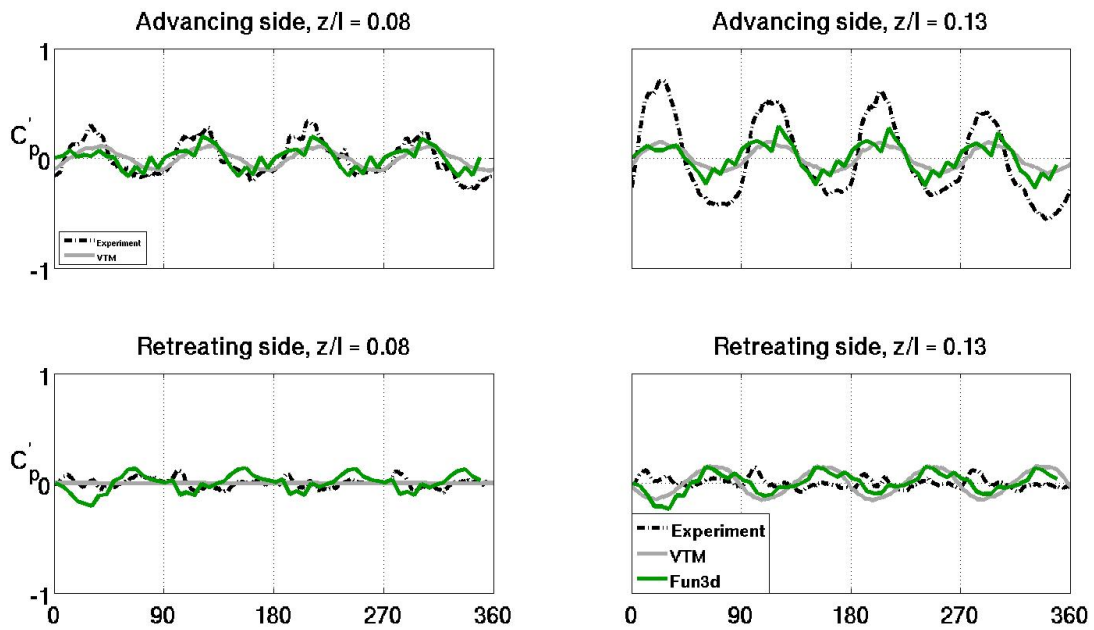 Advancing side, z/l = 0.08
Advancing side, z/l = 0.13
1
C'p
0
Experiment
VTM
-1
Retreating side, z/l = 0.08
Retreating side, z/l = 0.13
1
C'p
0
Experiment
VTM
Fun3d
-1
0 90 180 270 360
0 90 180 270 360